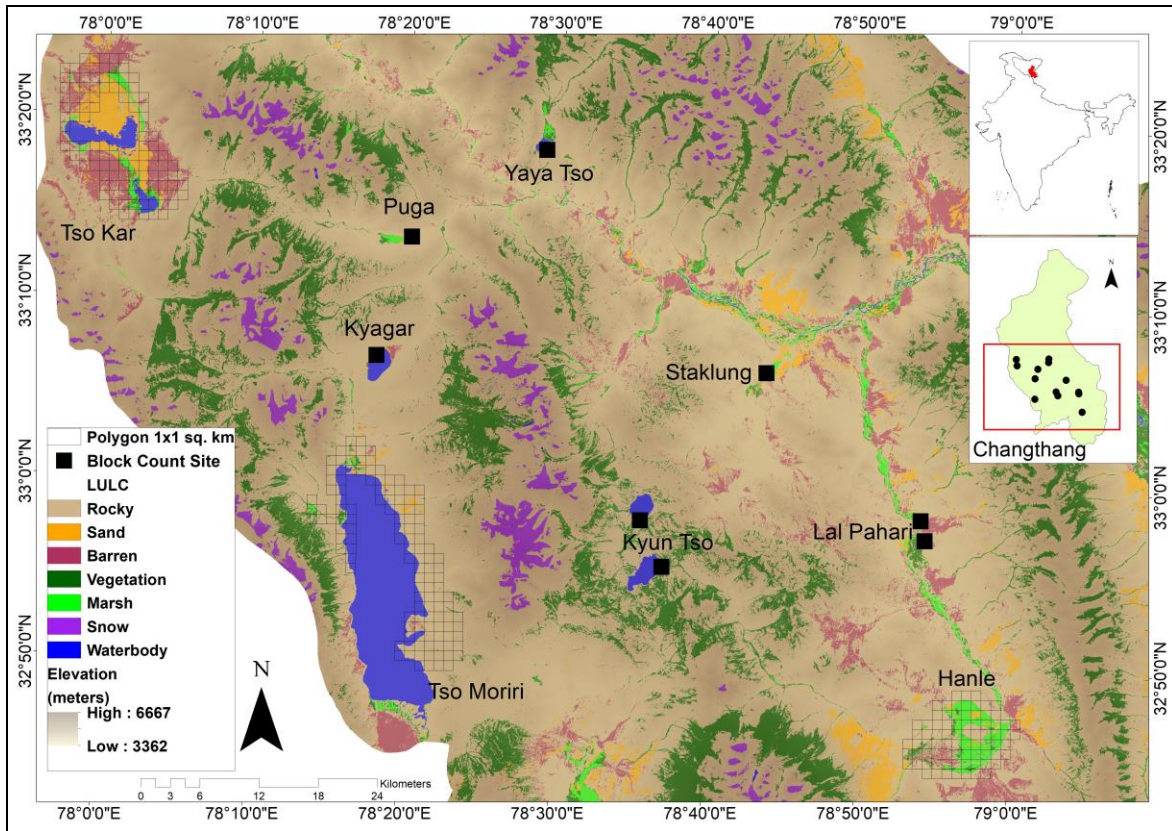 78°0'0"E 78°10'0"E 78°20'0"E 78°30'0"E 78°40'0"E 78°50'0"E 79°0'0"E
33°20'0"N
33°10'0"N
33°0'0"N
32°50'0"N
Tso Kar
Puga
Yaya Tso
Kyagar
Staklung
Kyun Tso
Lal Pahari
Tso Moriri
Hanle
N
Changthang
33°20'0"N
33°10'0"N
33°0'0"N
32°50'0"N
Polygon 1x1 sq. km
Block Count Site
LULC
Rocky
Sand
Barren
Vegetation
Marsh
Snow
Waterbody
Elevation
(meters)
High : 6667
Low : 3362
N
Kilometers
0 3 6 12 18 24
78°0'0"E 78°10'0"E 78°20'0"E 78°30'0"E 78°40'0"E 78°50'0"E 79°0'0"E